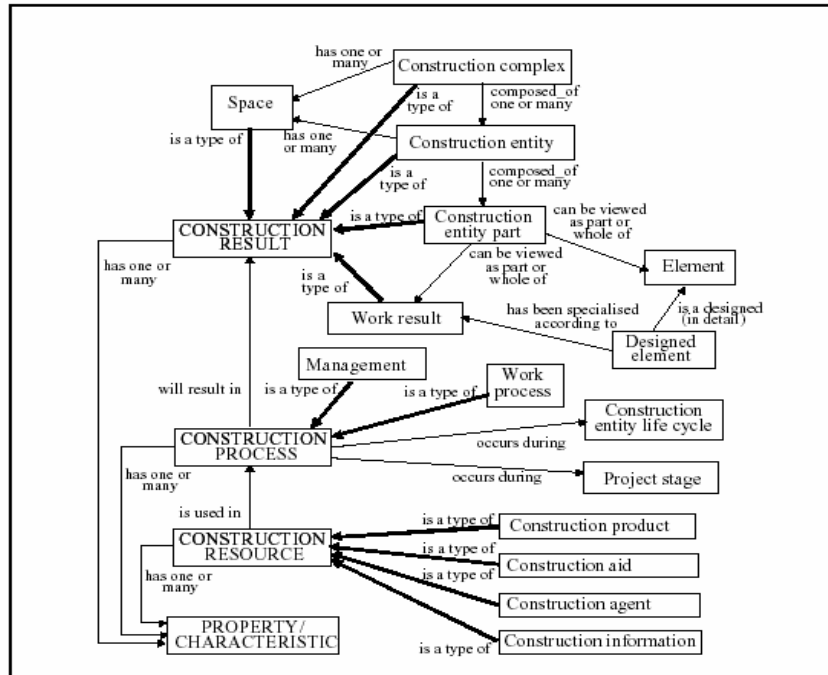 has one or
many
Construction complex
Space
is a
type of
composed_of
one or many
is a type of
has one
or many
Construction entity
is a
type of
composed_of
one or many
CONSTRUCTION
RESULT
is a type of
Construction
entity part
can be viewed
as part or
whole of
has one or
many
is a
type of
can be viewed
as part or
whole of
Element
Work result
has been specialised
according to
is a designed
(in detail)
Designed
element
Management
will result in
is a type of
is a type of
Work
process
Construction
entity life cycle
CONSTRUCTION
PROCESS
occurs during
has one or
many
occurs during
Project stage
is used in
CONSTRUCTION
RESOURCE
is a type of
Construction product
is a type of
Construction aid
has one or
many
is a type of
Construction agent
PROPERTY/
CHARACTERISTIC
is a type of
Construction information